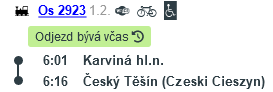 Os 2923 1.2.
Odjezd bývá včas
6:01 Karviná hl.n.
6:16 Český Těšín (Czeski Cieszyn)